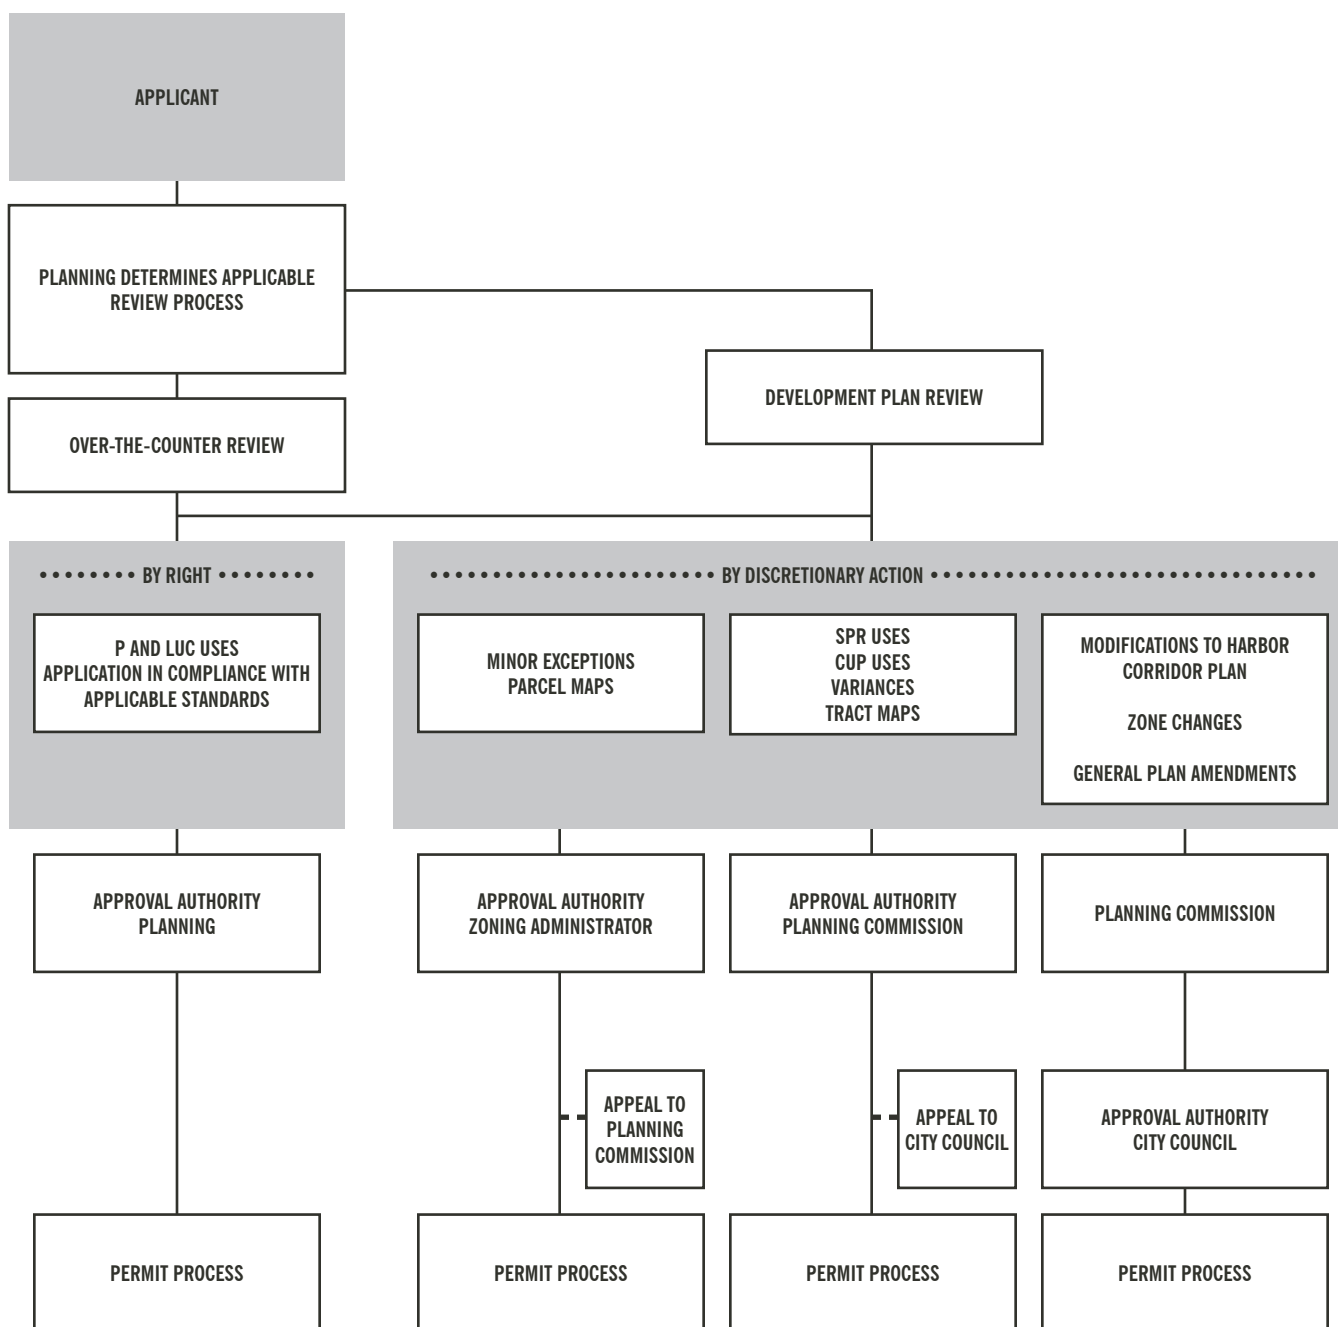 APPLICANT
PLANNING DETERMINES APPLICABLE
REVIEW PROCESS
DEVELOPMENT PLAN REVIEW
OVER-THE-COUNTER REVIEW
BY RIGHT
P AND LUC USES
APPLICATION IN COMPLIANCE WITH
APPLICABLE STANDARDS
BY DISCRETIONARY ACTION
MINOR EXCEPTIONS
PARCEL MAPS
SPR USES
CUP USES
VARIANCES
TRACT MAPS
MODIFICATIONS TO HARBOR
CORRIDOR PLAN
ZONE CHANGES
GENERAL PLAN AMENDMENTS
APPROVAL AUTHORITY
PLANNING
APPROVAL AUTHORITY
ZONING ADMINISTRATOR
APPROVAL AUTHORITY
PLANNING COMMISSION
PLANNING COMMISSION
APPEAL TO
PLANNING
COMMISSION
APPEAL TO
CITY COUNCIL
APPROVAL AUTHORITY
CITY COUNCIL
PERMIT PROCESS
PERMIT PROCESS
PERMIT PROCESS
PERMIT PROCESS